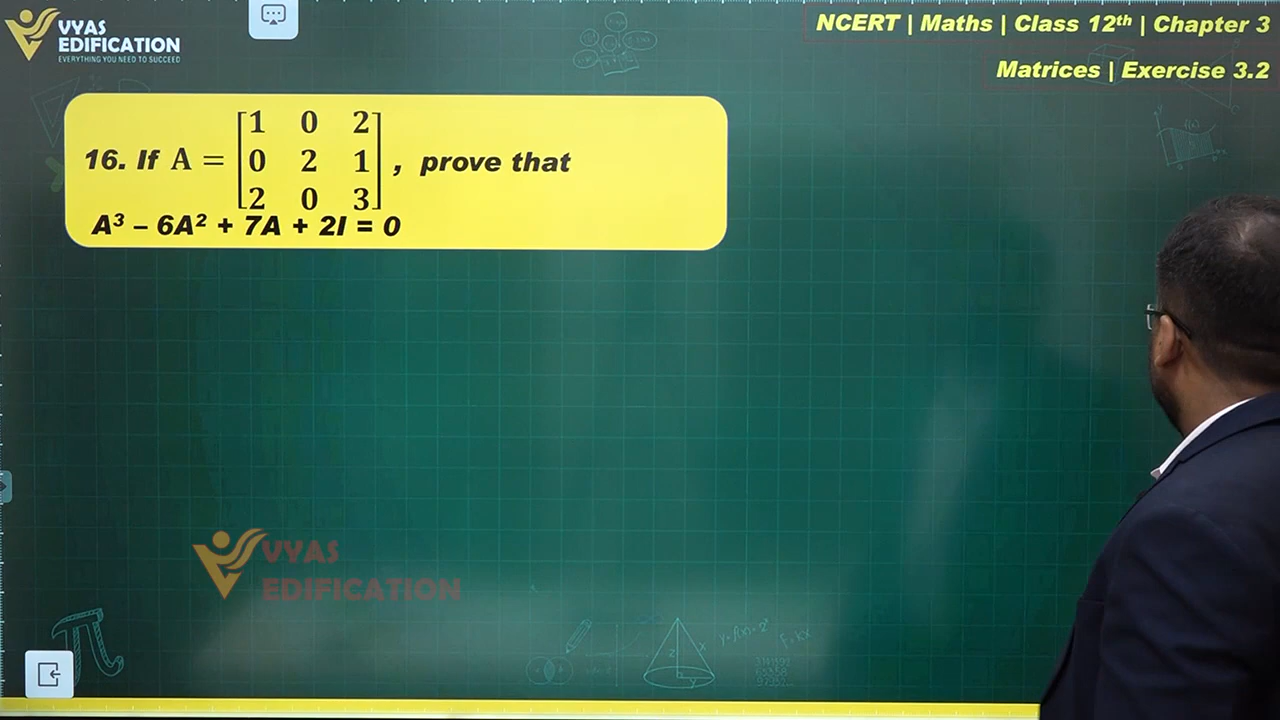 VYAS
EDIFICATION
EVERYTHING YOU NEED TO SUCCEED
NCERT | Maths | Class 12th | Chapter 3
Matrices | Exercise 3.2
16. If A = [1 0 2
0 2 1
2 0 3], prove that
A³ – 6A² + 7A + 2I = 0
VYAS
EDIFICATION